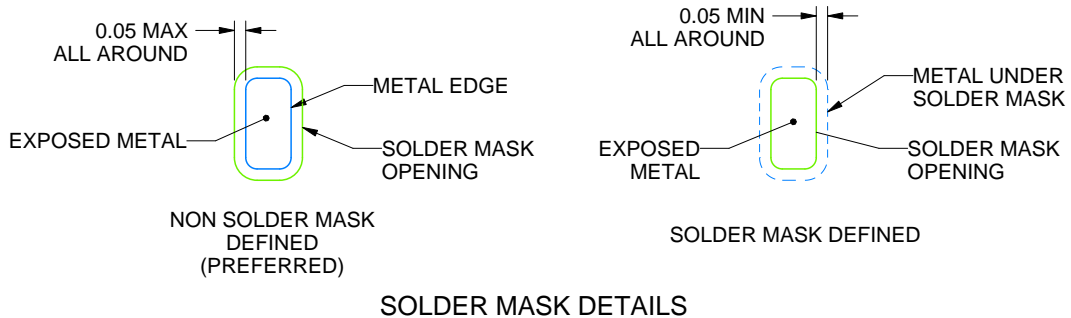 0.05 MAX
ALL AROUND
METAL EDGE
EXPOSED METAL
SOLDER MASK
OPENING
NON SOLDER MASK
DEFINED
(PREFERRED)
0.05 MIN
ALL AROUND
METAL UNDER
SOLDER MASK
EXPOSED
METAL
SOLDER MASK
OPENING
SOLDER MASK DEFINED
SOLDER MASK DETAILS